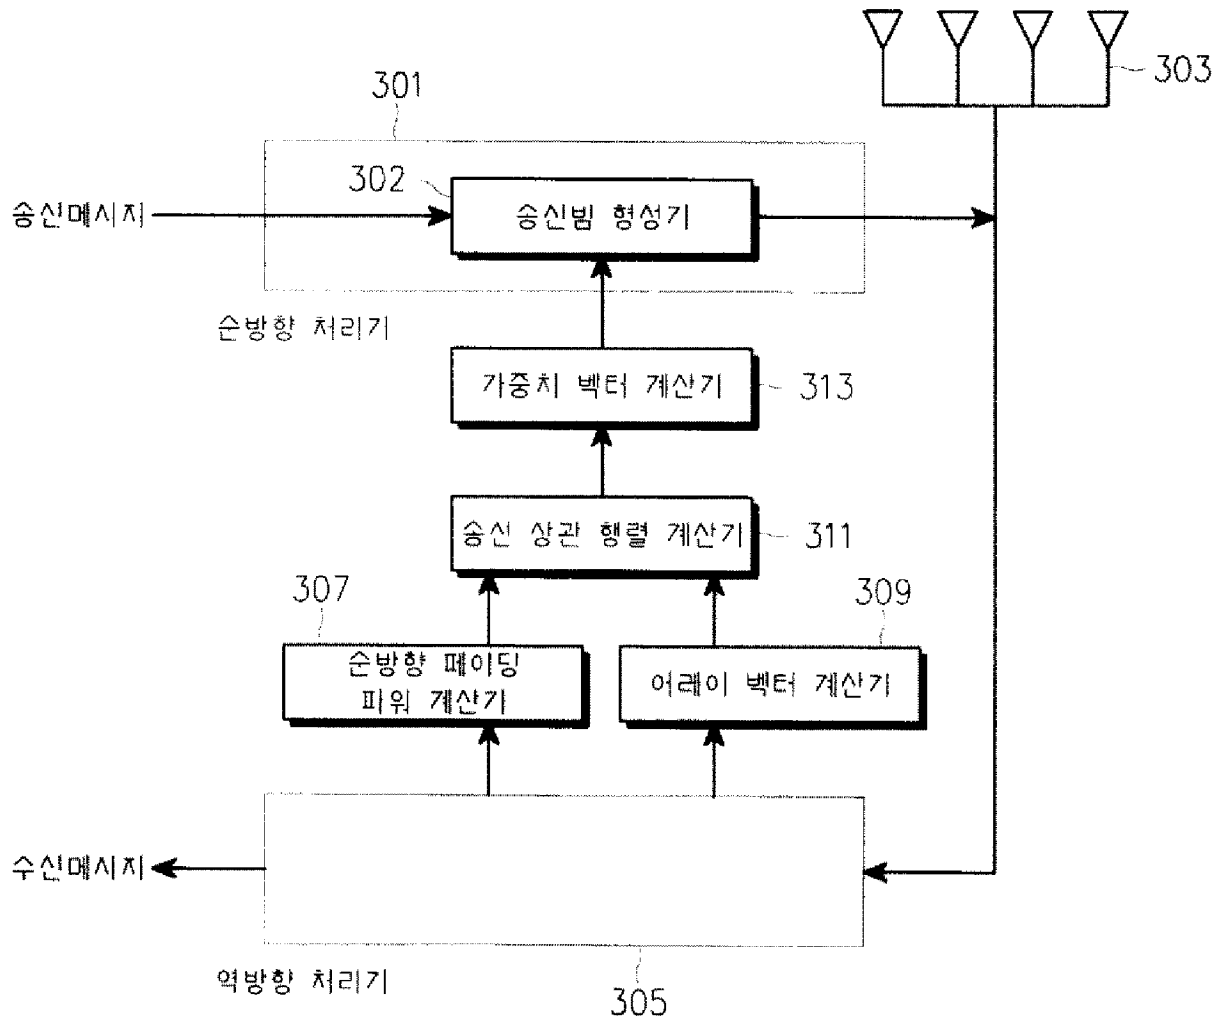 303
301
302
송신메시지
송신빔 형성기
순방향 처리기
가중치 벡터 계산기
313
송신 상관 행렬 계산기
311
307
309
순방향 페이딩
파워 계산기
어레이 벡터 계산기
수신메시지
역방향 처리기
305